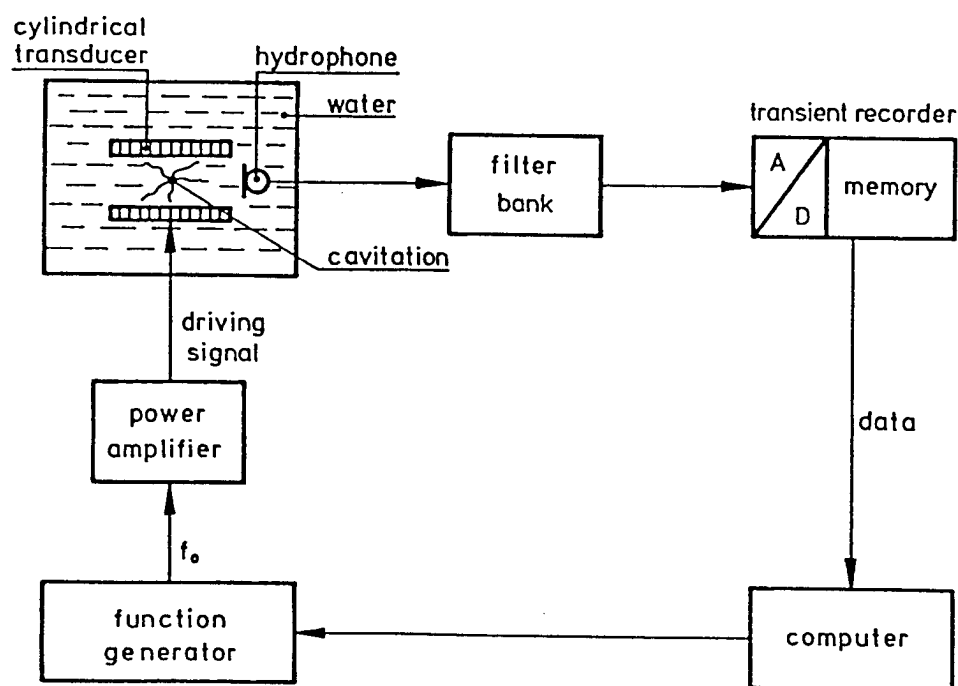 cylindrical
transducer
hydrophone
water
cavitation
filter
bank
transient recorder
A
D
memory
driving
signal
power
amplifier
data
f₀
function
generator
computer